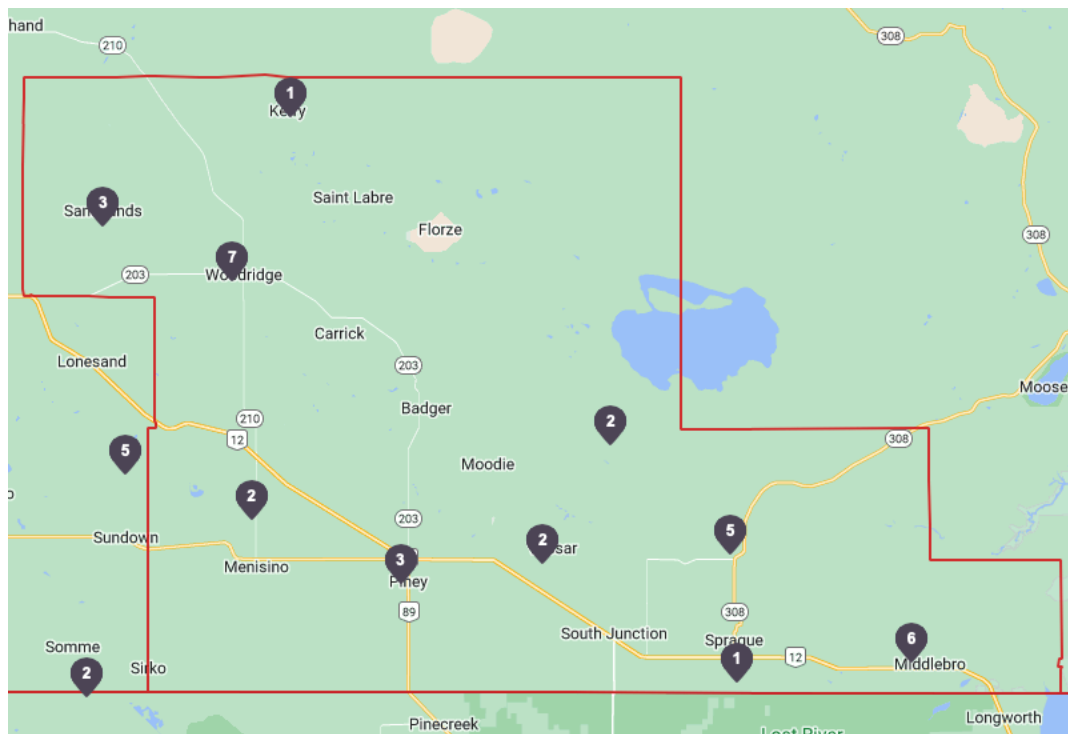 hand
210
308
1
3
Saint Labre
Florze
308
7
203
Carrick
203
Lonesand
Moose
Badger
210
2
12
308
5
Moodie
2
203
5
2
Sundown
3
Menisino
Piney
89
308
South Junction
Sprague
6
Somme
1
12
Middlebro
Sirko
2
Longworth
Pinecreek